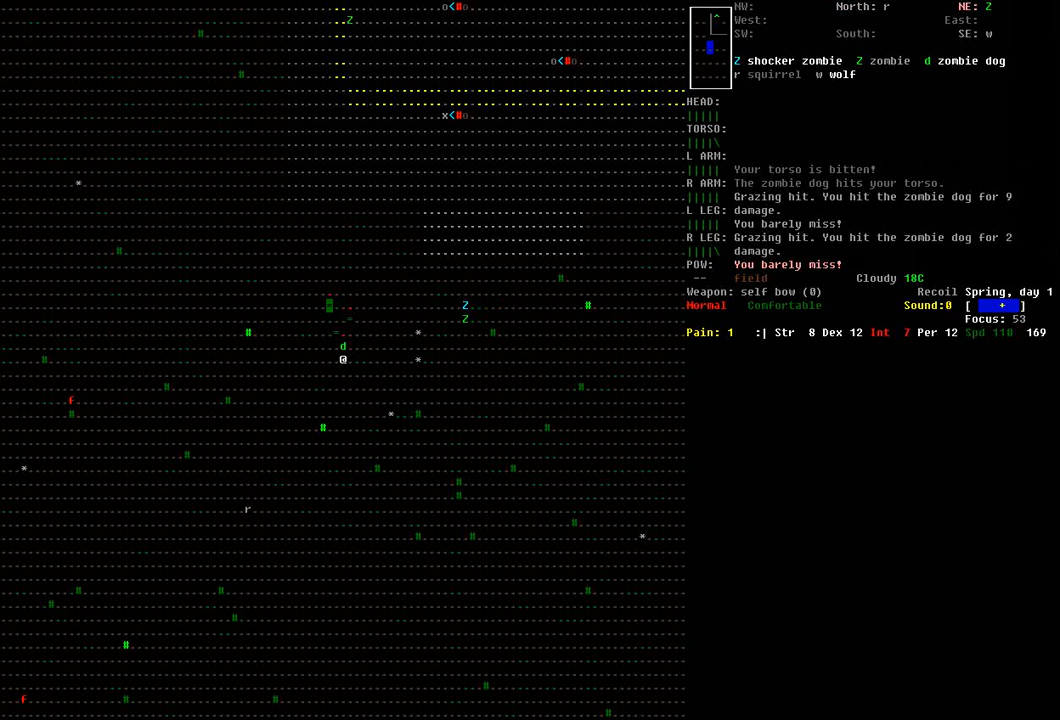 NW: North: r NE: Z
West: East:
SW: South: SE: w
Z shocker zombie Z zombie d zombie dog
r squirrel w wolf
HEAD:
|||||
TORSO:
||||\
L ARM:
||||| Your torso is bitten!
R ARM: The zombie dog hits your torso.
||||| Grazing hit. You hit the zombie dog for 9
L LEG: damage.
||||| You barely miss!
R LEG: Grazing hit. You hit the zombie dog for 2
||||\ damage.
POW: You barely miss!
-- field Cloudy 18C
Weapon: self bow (0) Recoil Spring, day 1
Normal Comfortable Sound:0 [ + ]
Focus: 53
Pain: 1 :| Str 8 Dex 12 Int 7 Per 12 Spd 110 169